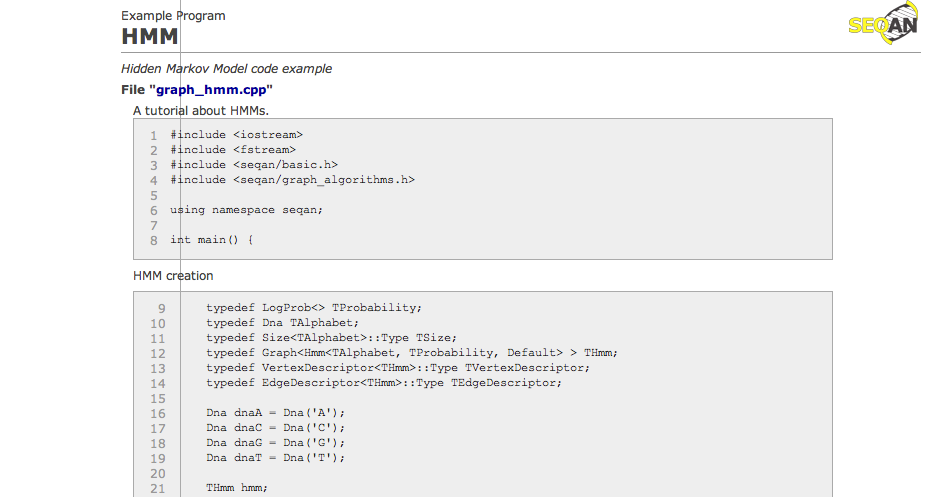 Example Program
SEQAN
HMM
Hidden Markov Model code example
File "graph_hmm.cpp"
A tutorial about HMMs.
1 #include <iostream>
2 #include <fstream>
3 #include <seqan/basic.h>
4 #include <seqan/graph_algorithms.h>
5
6 using namespace seqan;
7
8 int main() {
HMM creation
9 typedef LogProb<> TProbability;
10 typedef Dna TAlphabet;
11 typedef Size<TAlphabet>::Type TSize;
12 typedef Graph<Hmm<TAlphabet, TProbability, Default> > THmm;
13 typedef VertexDescriptor<THmm>::Type TVertexDescriptor;
14 typedef EdgeDescriptor<THmm>::Type TEdgeDescriptor;
15
16 Dna dnaA = Dna('A');
17 Dna dnaC = Dna('C');
18 Dna dnaG = Dna('G');
19 Dna dnaT = Dna('T');
20
21 THmm hmm;